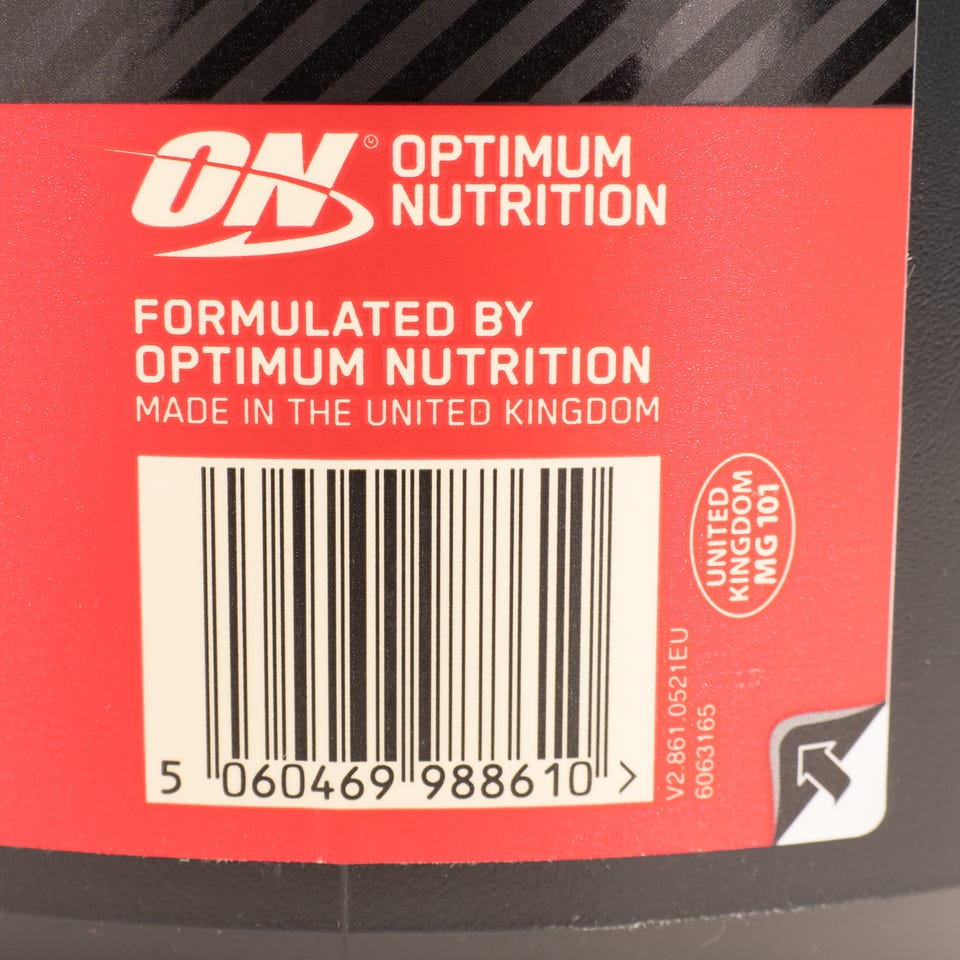 ON®
OPTIMUM
NUTRITION
FORMULATED BY
OPTIMUM NUTRITION
MADE IN THE UNITED KINGDOM
5 060469 988610 >
UNITED
KINGDOM
MG 101
V2.861.0521EU
6063165